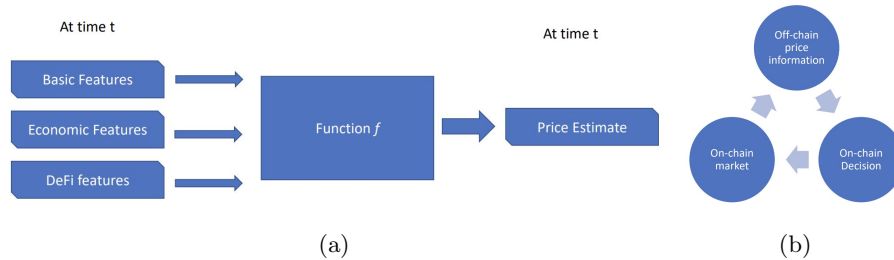 At time t
At time t
Basic Features
Economic Features
DeFi features
Function f
Price Estimate
(a)
Off-chain
price
information
On-chain
market
On-chain
Decision
(b)